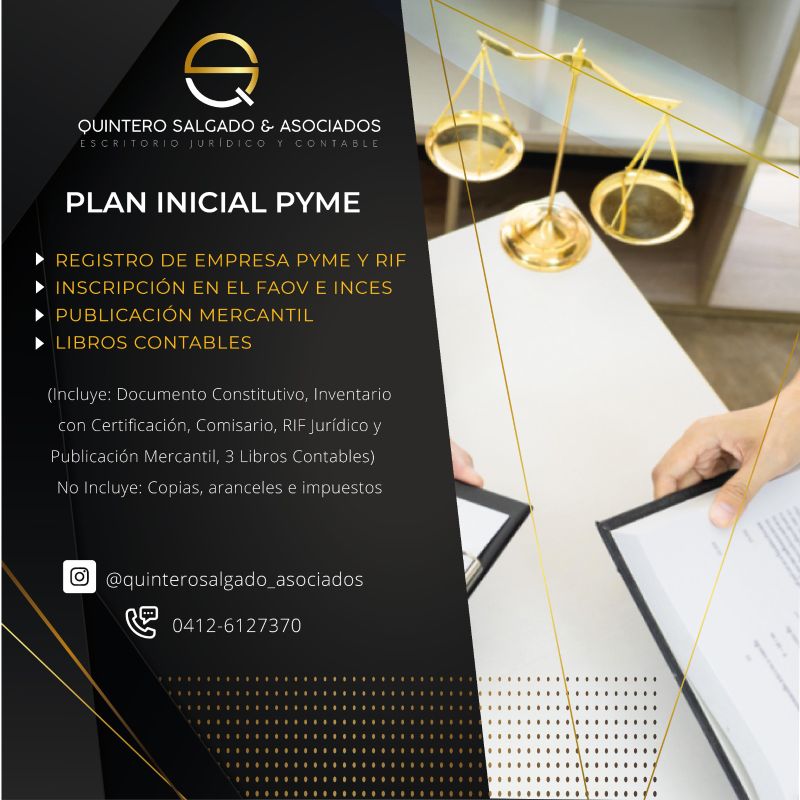 QUINTERO SALGADO & ASOCIADOS
ESCRITORIO JURÍDICO Y CONTABLE
PLAN INICIAL PYME
REGISTRO DE EMPRESA PYME Y RIF
INSCRIPCIÓN EN EL FAOV E INCES
PUBLICACIÓN MERCANTIL
LIBROS CONTABLES
(Incluye: Documento Constitutivo, Inventario
con Certificación, Comisario, RIF Jurídico y
Publicación Mercantil, 3 Libros Contables)
No Incluye: Copias, aranceles e impuestos
@quinterosalgado_asociados
0412-6127370